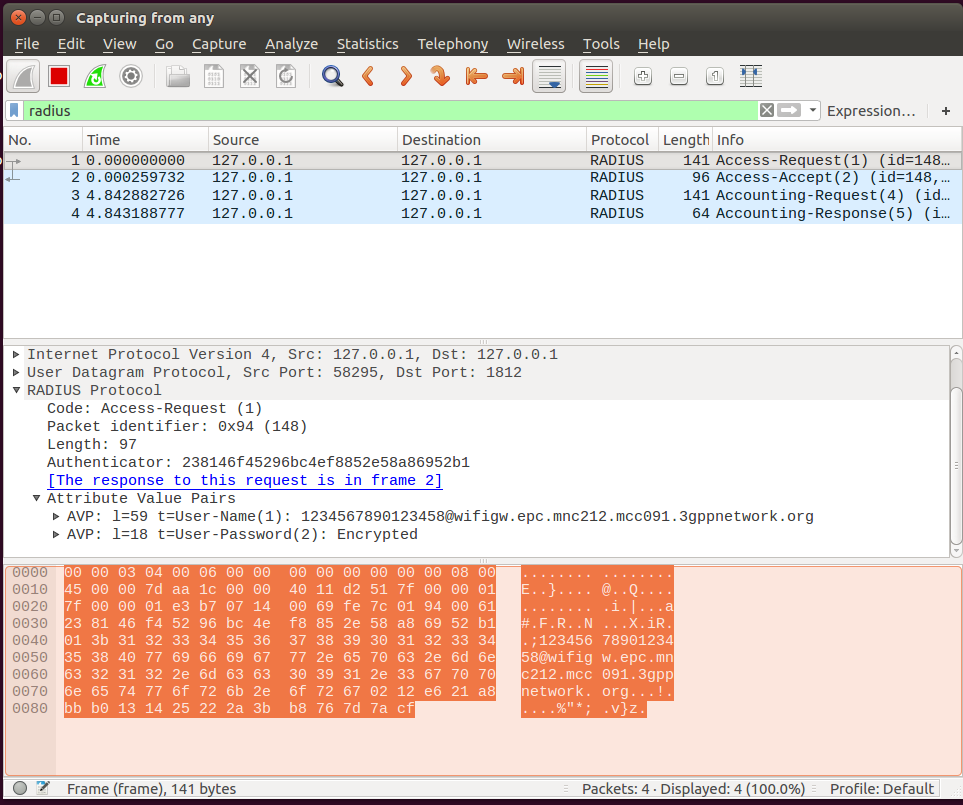 Capturing from any
File Edit View Go Capture Analyze Statistics Telephony Wireless Tools Help
radius Expression… +
No. Time Source Destination Protocol Length Info
1 0.000000000 127.0.0.1 127.0.0.1 RADIUS 141 Access-Request(1) (id=148…
2 0.000259732 127.0.0.1 127.0.0.1 RADIUS 96 Access-Accept(2) (id=148,…
3 4.842882726 127.0.0.1 127.0.0.1 RADIUS 141 Accounting-Request(4) (id…
4 4.843188777 127.0.0.1 127.0.0.1 RADIUS 64 Accounting-Response(5) (i…
Internet Protocol Version 4, Src: 127.0.0.1, Dst: 127.0.0.1
User Datagram Protocol, Src Port: 58295, Dst Port: 1812
RADIUS Protocol
Code: Access-Request (1)
Packet identifier: 0x94 (148)
Length: 97
Authenticator: 238146f45296bc4ef8852e58a86952b1
[The response to this request is in frame 2]
Attribute Value Pairs
AVP: l=59 t=User-Name(1): 1234567890123458@wifigw.epc.mnc212.mcc091.3gppnetwork.org
AVP: l=18 t=User-Password(2): Encrypted
0000 00 00 03 04 00 06 00 00 00 00 00 00 00 00 08 00 ........ ........
0010 45 00 00 7d aa 1c 00 00 40 11 d2 51 7f 00 00 01 E..}.... @..Q....
0020 7f 00 00 01 e3 b7 07 14 00 69 fe 7c 01 94 00 61 ........ .i.|...a
0030 23 81 46 f4 52 96 bc 4e f8 85 2e 58 a8 69 52 b1 #.F.R..N ...X.iR.
0040 01 3b 31 32 33 34 35 36 37 38 39 30 31 32 33 34 .;123456 78901234
0050 35 38 40 77 69 66 69 67 77 2e 65 70 63 2e 6d 6e 58@wifig w.epc.mn
0060 63 32 31 32 2e 6d 63 63 30 39 31 2e 33 67 70 70 c212.mcc 091.3gpp
0070 6e 65 74 77 6f 72 6b 2e 6f 72 67 02 12 e6 21 a8 network. org...!.
0080 bb b0 13 14 25 22 2a 3b b8 76 7d 7a cf ....%"*; .v}z.
Frame (frame), 141 bytes Packets: 4 · Displayed: 4 (100.0%) Profile: Default